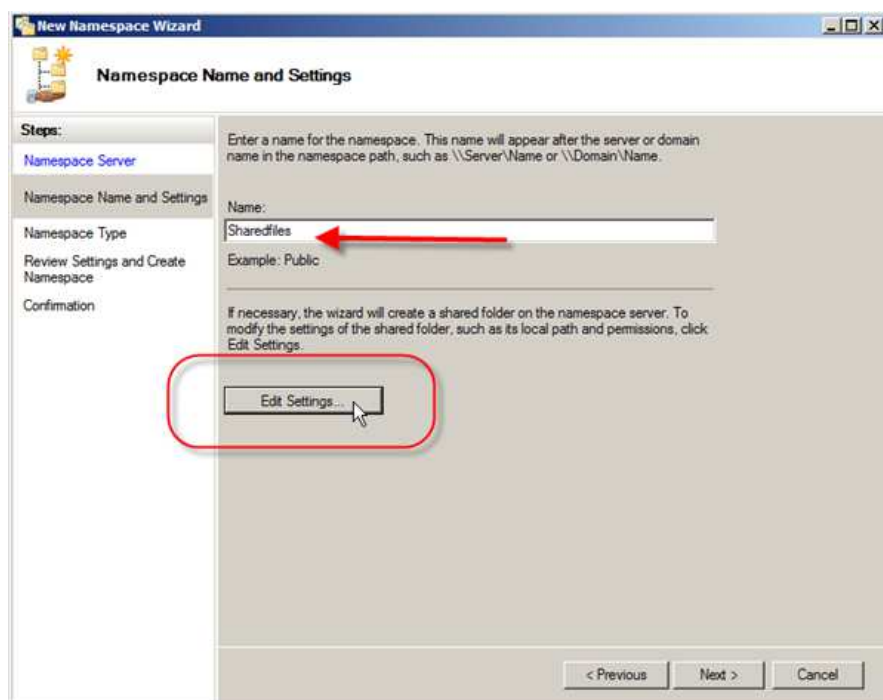 New Namespace Wizard
Namespace Name and Settings
Steps:
Namespace Server
Namespace Name and Settings
Namespace Type
Review Settings and Create
Namespace
Confirmation
Enter a name for the namespace. This name will appear after the server or domain
name in the namespace path, such as \\Server\Name or \\Domain\Name.
Name:
Sharedfiles
Example: Public
If necessary, the wizard will create a shared folder on the namespace server. To
modify the settings of the shared folder, such as its local path and permissions, click
Edit Settings.
Edit Settings...
< Previous
Next >
Cancel